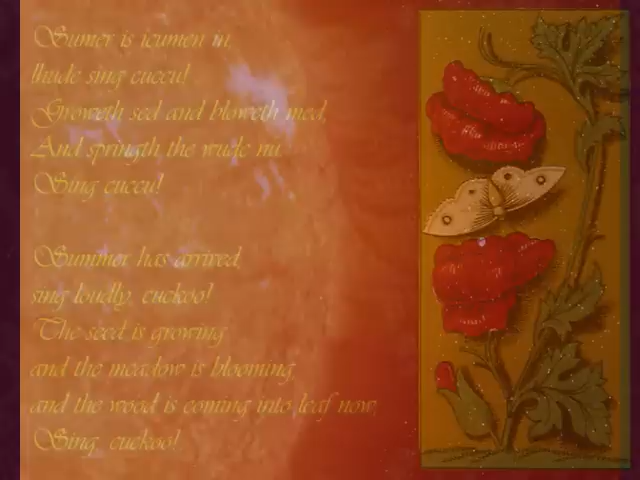 Sumer is icumen in,
lhude sing cuccu!
Groweth sed and bloweth med,
And springth the wude nu.
Sing cuccu!
Summer has arrived,
sing loudly, cuckoo!
The seed is growing
and the meadow is blooming,
and the wood is coming into leaf now,
Sing, cuckoo!